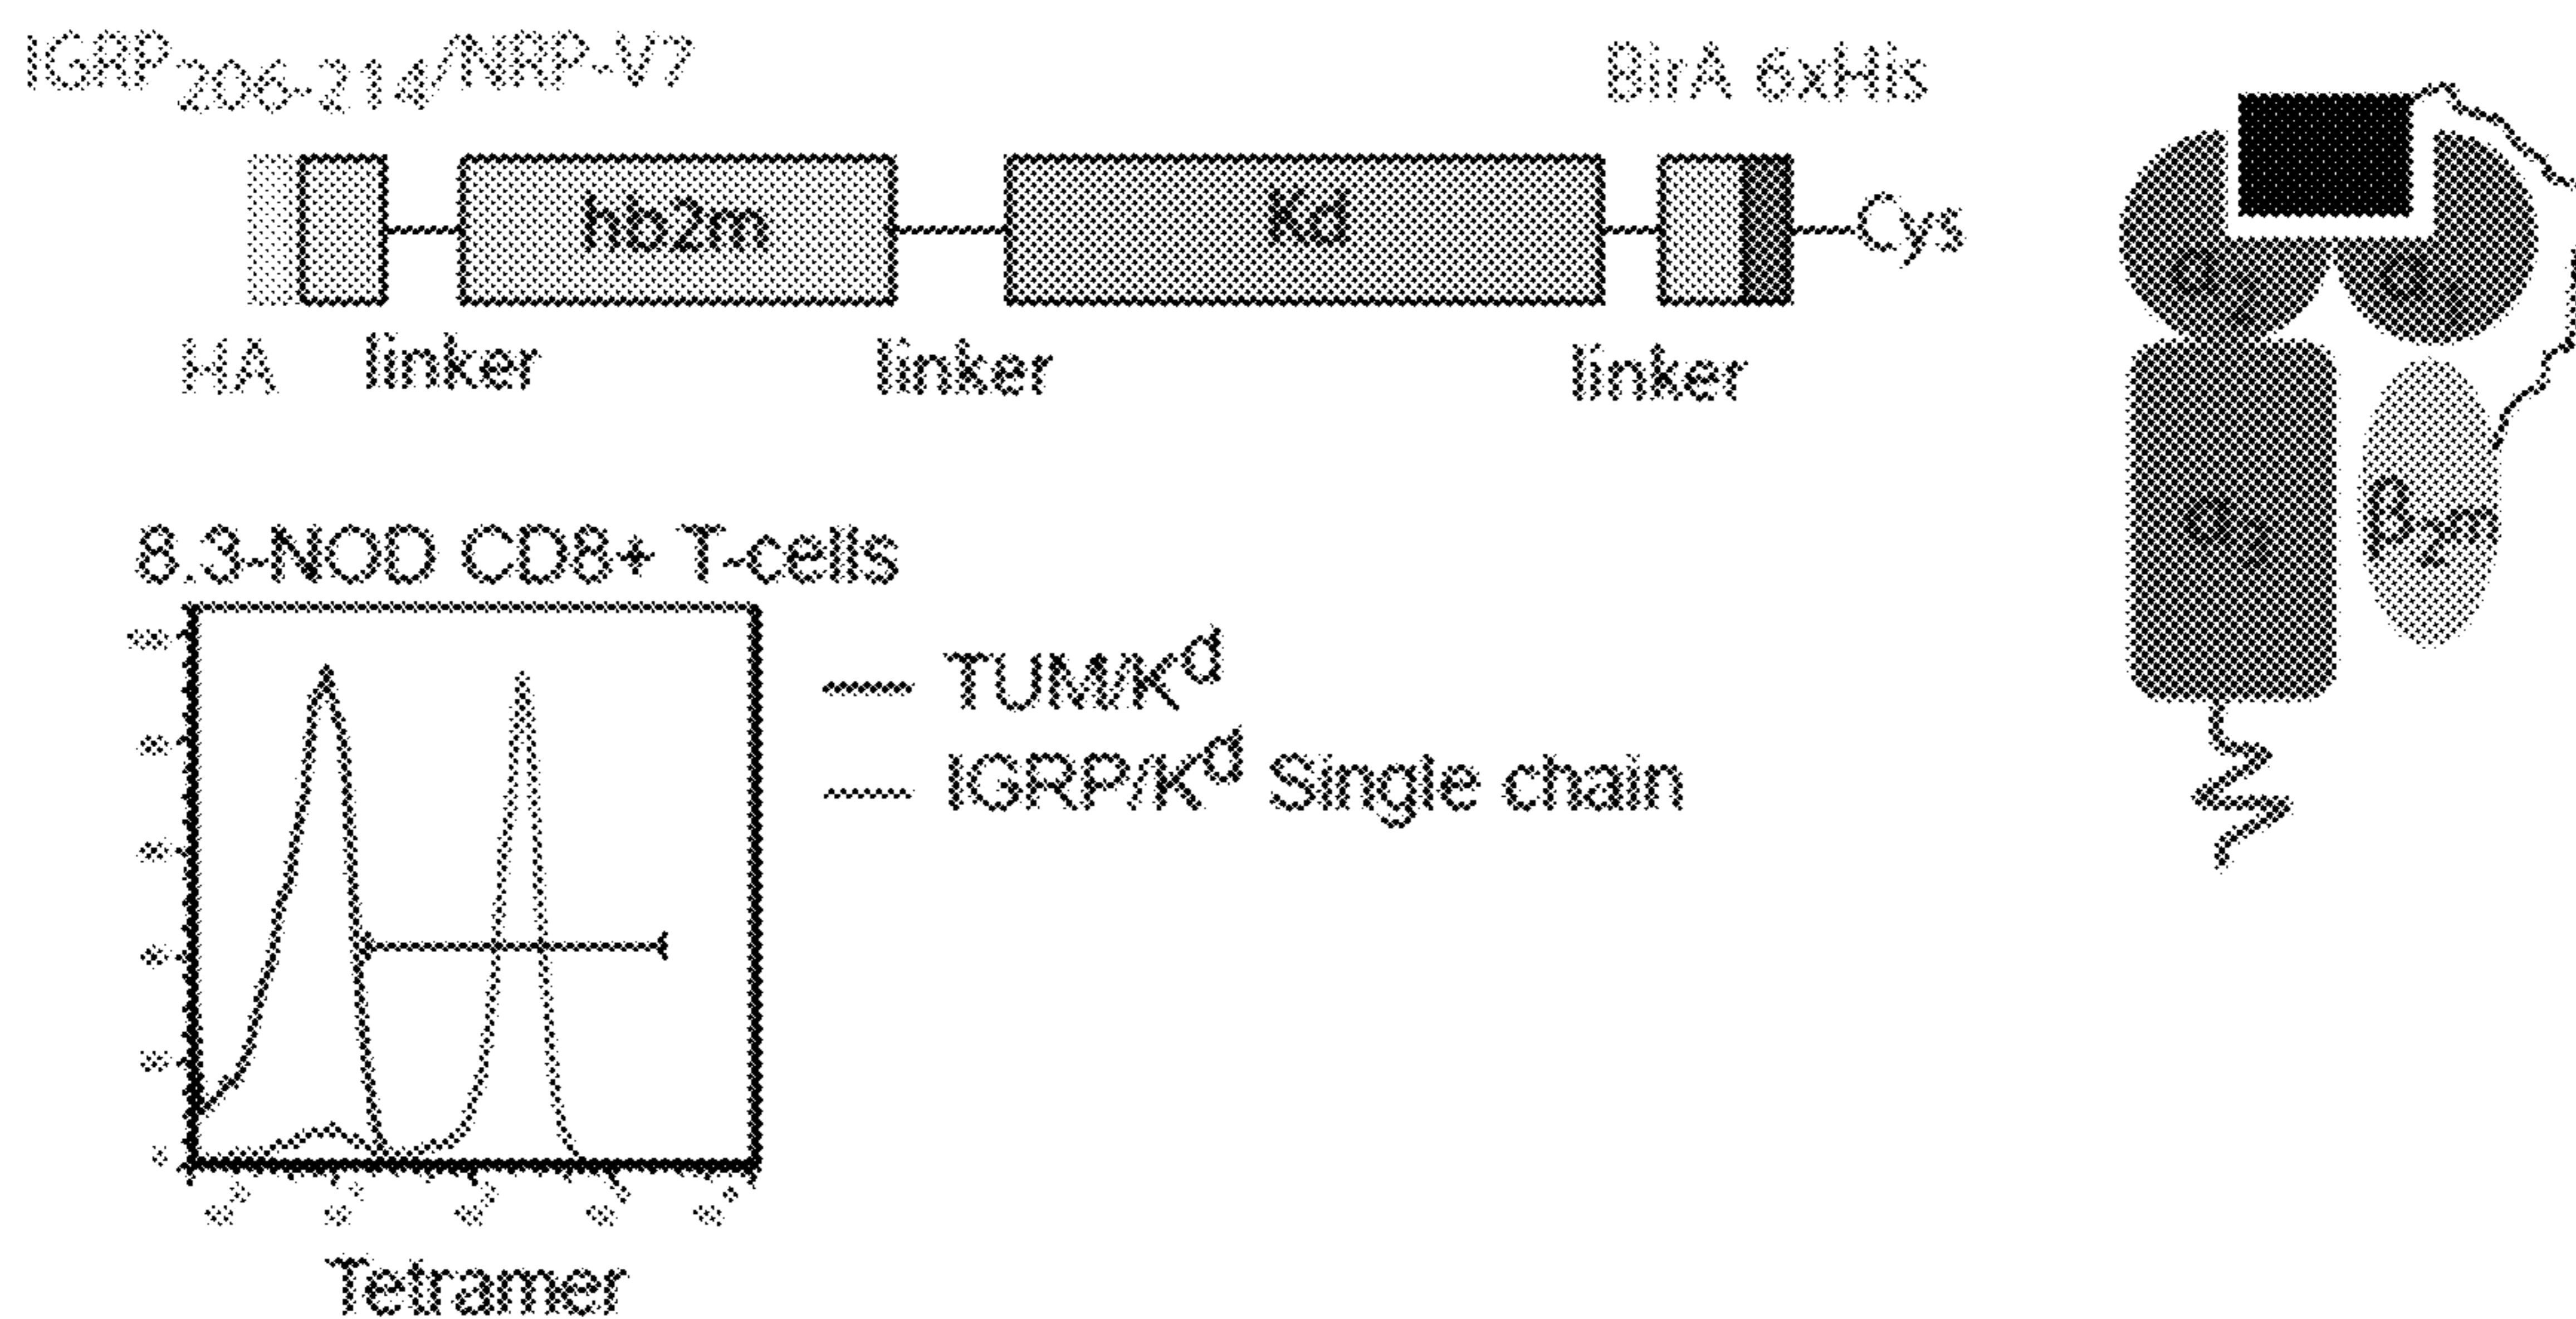 IGRP206-214/NRP-V7
BirA 6xHis
hb2m
Kd
Cys
HA
linker
linker
linker
8.3-NOD CD8+ T-cells
TUM/Kd
IGRP/Kd Single chain
Tetramer
β2m